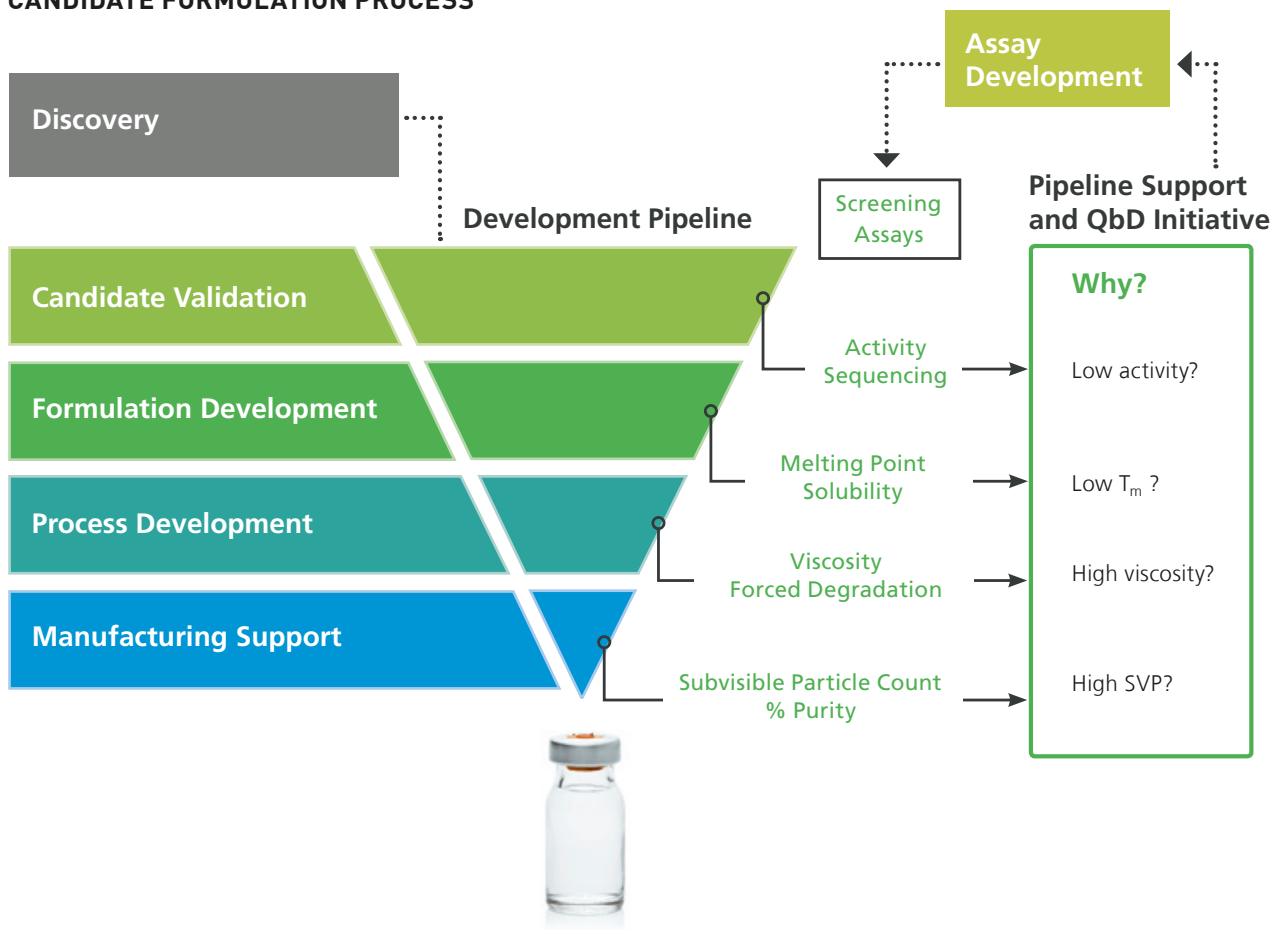 CANDIDATE FORMULATION PROCESS
Assay
Development
Discovery
Pipeline Support
and QbD Initiative
Development Pipeline
Screening
Assays
Why?
Candidate Validation
Activity
Sequencing
Low activity?
Formulation Development
Melting Point
Solubility
Low Tm ?
Process Development
Viscosity
Forced Degradation
High viscosity?
Manufacturing Support
Subvisible Particle Count
% Purity
High SVP?